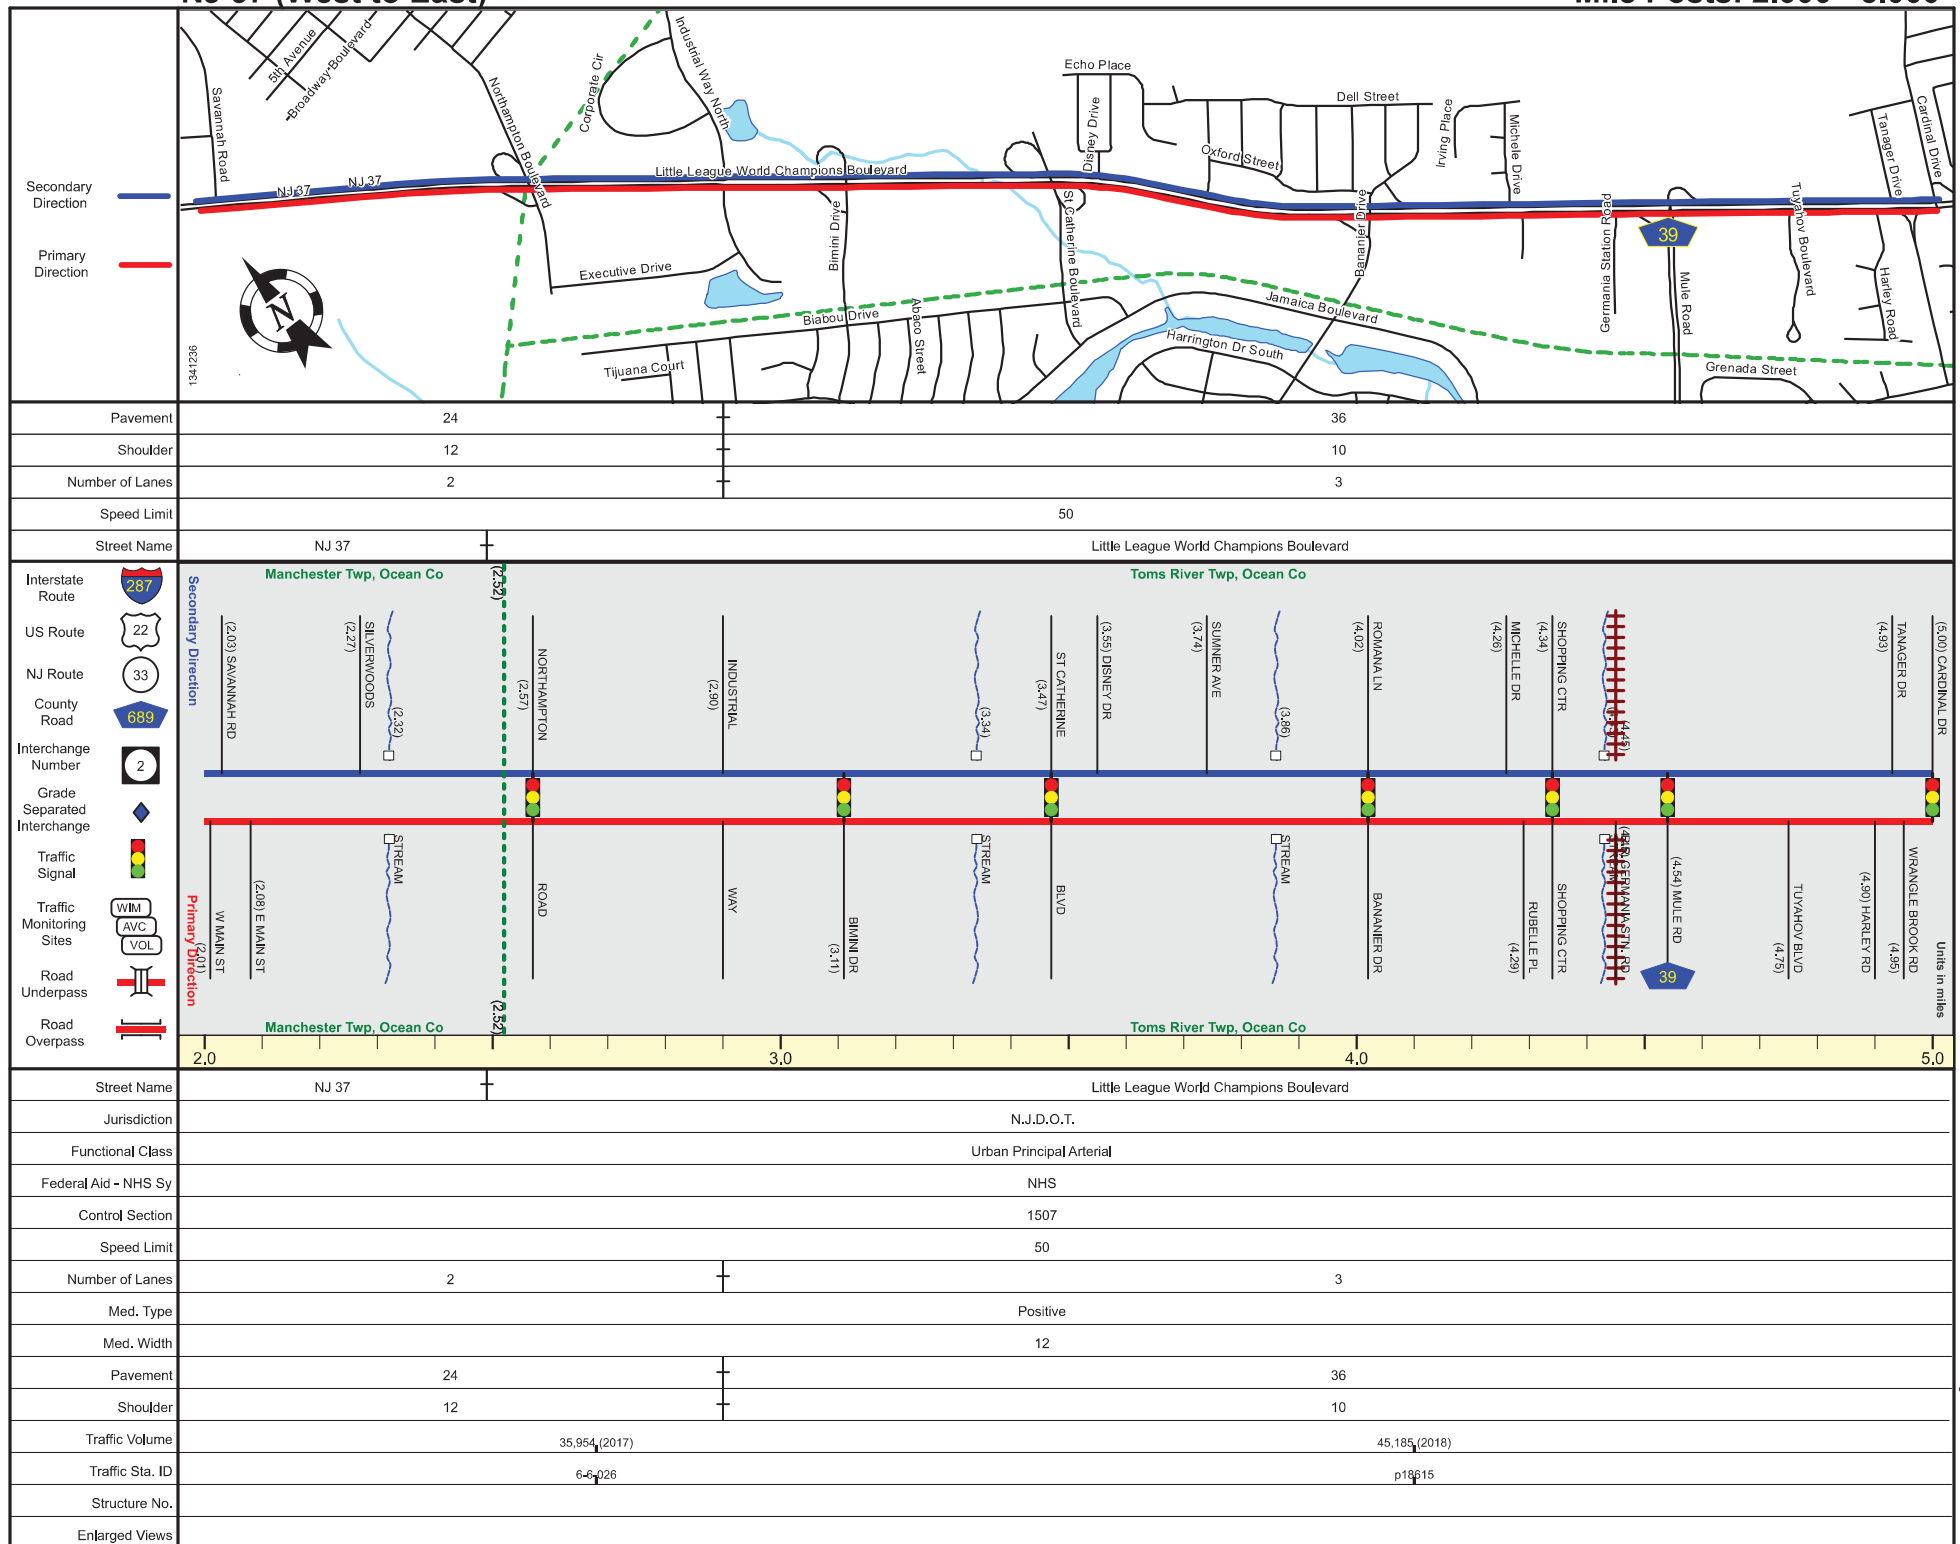 5th Avenue
Broadway Boulevard
Savannah Road
Northampton Boulevard
Corporate Cir
Industrial Way North
Echo Place
Disney Drive
Dell Street
Oxford Street
Irving Place
Michele Drive
Tanager Drive
Cardinal Drive
NJ 37
NJ 37
Little League World Champions Boulevard
Secondary
Direction
Primary
Direction
N
1341236
Executive Drive
Bimini Drive
St Catherine Boulevard
Bananier Drive
Germania Station Road
39
Mule Road
Tuyahov Boulevard
Harley Road
Biabou Drive
Abaco Street
Tijuana Court
Jamaica Boulevard
Harrington Dr South
Grenada Street
Pavement 24 36
Shoulder 12 10
Number of Lanes 2 3
Speed Limit 50
Street Name NJ 37 Little League World Champions Boulevard
Interstate
Route
287
US Route
22
NJ Route
33
County
Road
689
Interchange
Number
2
Grade
Separated
Interchange
Traffic
Signal
Traffic
Monitoring
Sites
WIM
AVC
VOL
Road
Underpass
Road
Overpass
Secondary Direction
Primary Direction
Manchester Twp, Ocean Co
(2.52)
Toms River Twp, Ocean Co
(2.03) SAVANNAH RD
SILVERWOODS
(2.27)
(2.32)
NORTHAMPTON
(2.57)
INDUSTRIAL
(2.90)
(3.34)
ST CATHERINE
(3.47)
(3.55) DISNEY DR
SUMNER AVE
(3.74)
(3.86)
ROMANA LN
(4.02)
MICHELLE DR
(4.26)
SHOPPING CTR
(4.34)
(4.45)
TANAGER DR
(4.93)
(5.00) CARDINAL DR
W MAIN ST
(2.01)
(2.08) E MAIN ST
STREAM
ROAD
WAY
BIMINI DR
(3.11)
STREAM
BLVD
STREAM
BANANIER DR
RUBELLE PL
(4.29)
SHOPPING CTR
GERMANIA STN. RD
(4.54) MULE RD
39
TUYAHOV BLVD
(4.75)
(4.90) HARLEY RD
WRANGLE BROOK RD
(4.95)
Units in miles
Manchester Twp, Ocean Co
(2.52)
Toms River Twp, Ocean Co
2.0 3.0 4.0 5.0
Street Name NJ 37 Little League World Champions Boulevard
Jurisdiction N.J.D.O.T.
Functional Class Urban Principal Arterial
Federal Aid - NHS Sy NHS
Control Section 1507
Speed Limit 50
Number of Lanes 2 3
Med. Type Positive
Med. Width 12
Pavement 24 36
Shoulder 12 10
Traffic Volume 35,954 (2017) 45,185 (2018)
Traffic Sta. ID 6-6-026 p18615
Structure No.
Enlarged Views